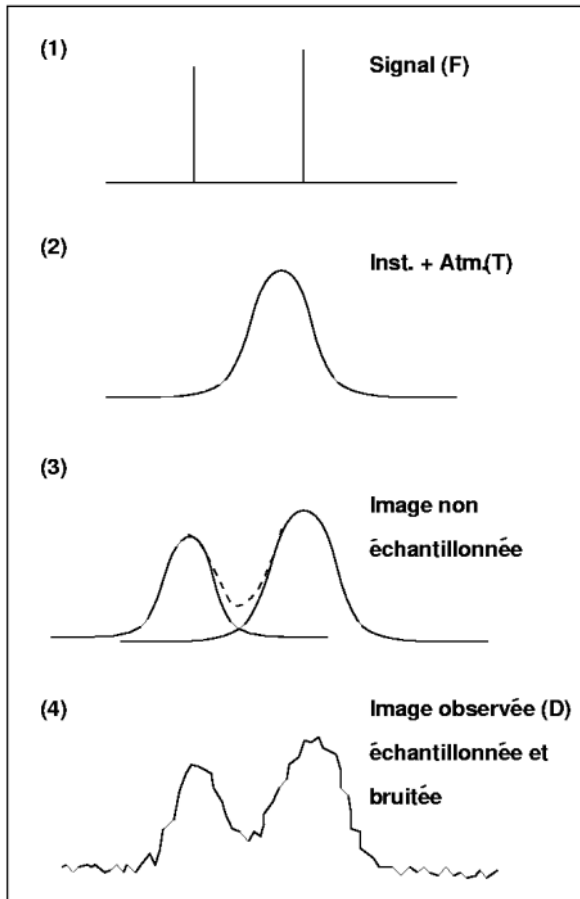 (1)
Signal (F)
(2)
Inst. + Atm.(T)
(3)
Image non
échantillonnée
(4)
Image observée (D)
échantillonnée et
bruitée